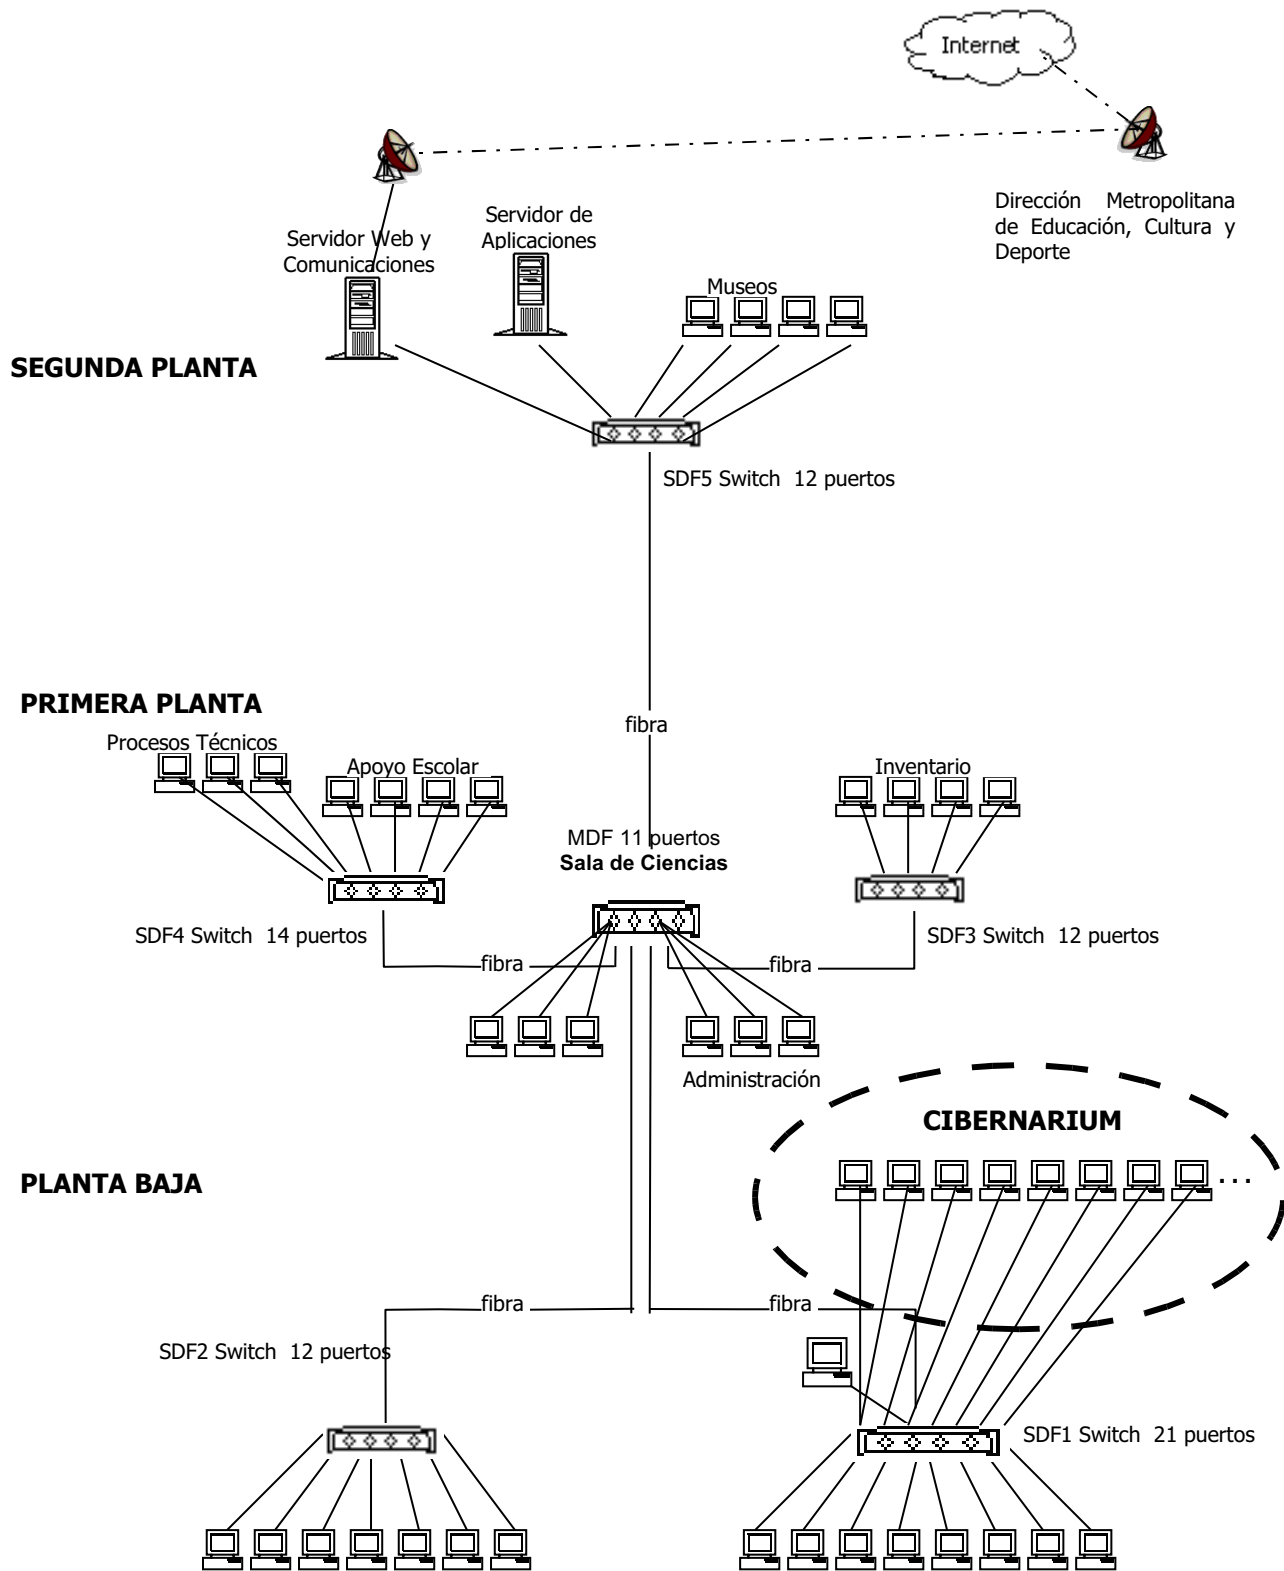 Internet
Dirección Metropolitana
de Educación, Cultura y
Deporte
Servidor Web y
Comunicaciones
Servidor de
Aplicaciones
Museos
SEGUNDA PLANTA
SDF5 Switch 12 puertos
PRIMERA PLANTA
fibra
Procesos Técnicos
Apoyo Escolar
Inventario
MDF 11 puertos
Sala de Ciencias
SDF4 Switch 14 puertos
SDF3 Switch 12 puertos
fibra
fibra
Administración
CIBERNARIUM
PLANTA BAJA
...
fibra
fibra
SDF2 Switch 12 puertos
SDF1 Switch 21 puertos